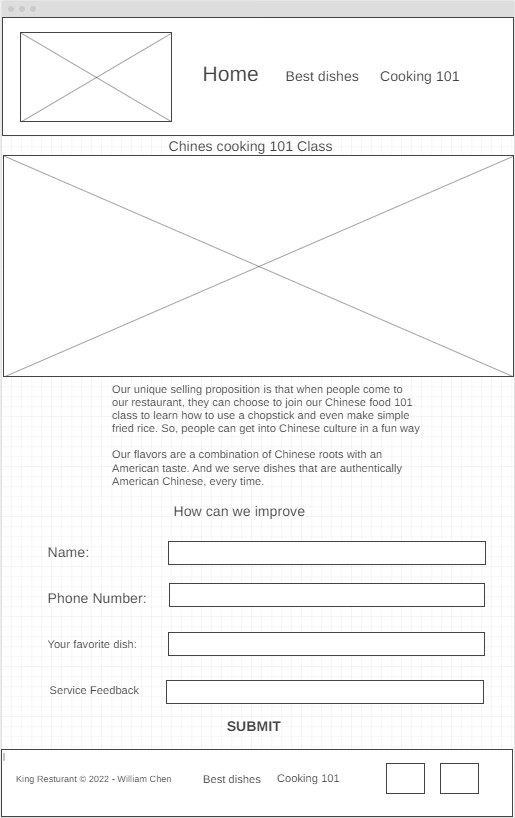 Home Best dishes Cooking 101
Chines cooking 101 Class
Our unique selling proposition is that when people come to
our restaurant, they can choose to join our Chinese food 101
class to learn how to use a chopstick and even make simple
fried rice. So, people can get into Chinese culture in a fun way
Our flavors are a combination of Chinese roots with an
American taste. And we serve dishes that are authentically
American Chinese, every time.
How can we improve
Name:
Phone Number:
Your favorite dish:
Service Feedback
SUBMIT
King Resturant © 2022 - William Chen Best dishes Cooking 101